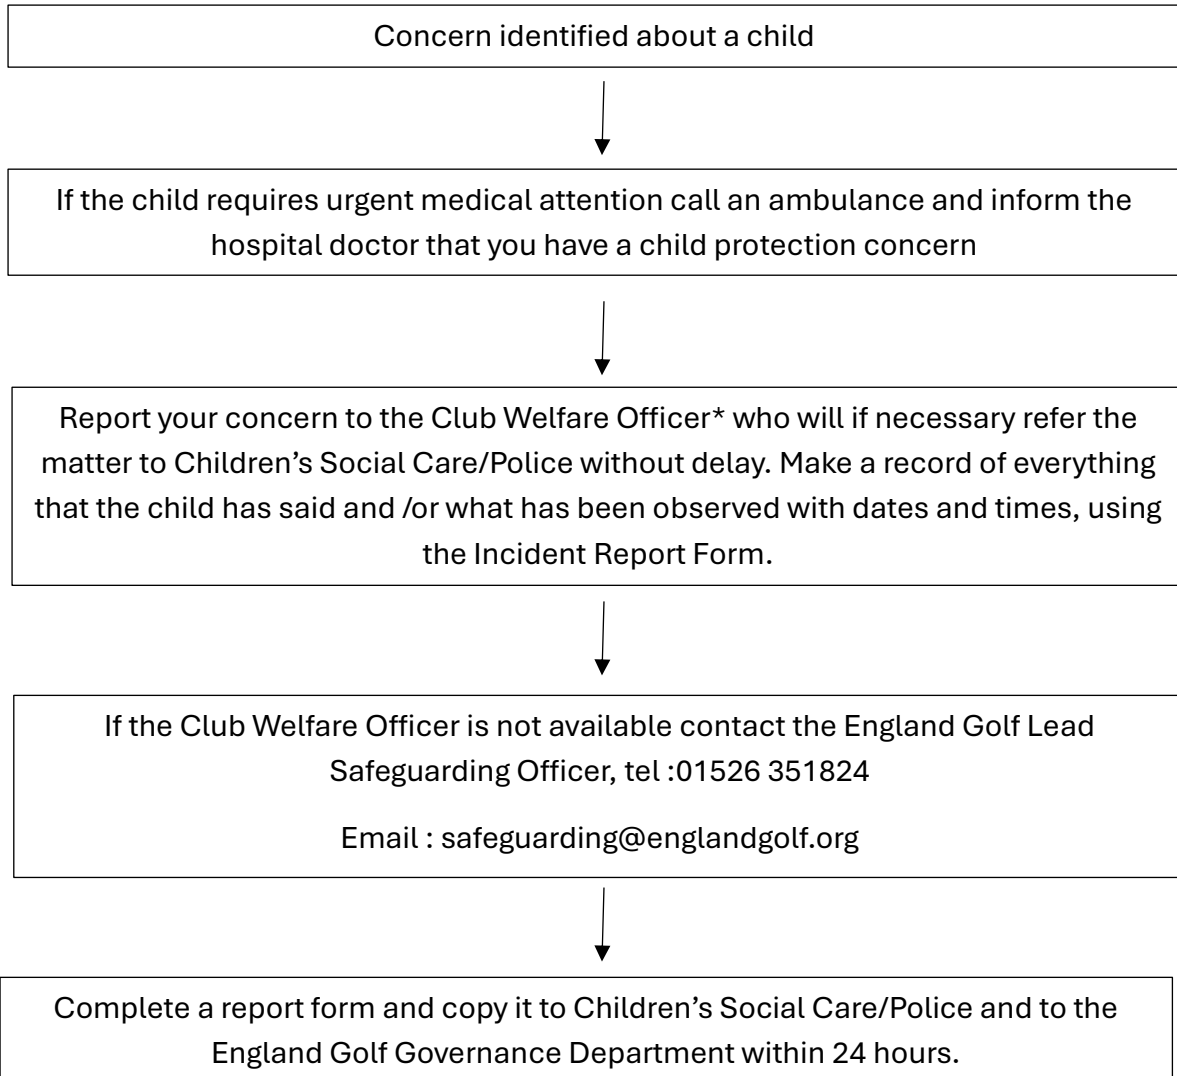 Concern identified about a child
If the child requires urgent medical attention call an ambulance and inform the
hospital doctor that you have a child protection concern
Report your concern to the Club Welfare Officer* who will if necessary refer the
matter to Children’s Social Care/Police without delay. Make a record of everything
that the child has said and /or what has been observed with dates and times, using
the Incident Report Form.
If the Club Welfare Officer is not available contact the England Golf Lead
Safeguarding Officer, tel :01526 351824
Email : safeguarding@englandgolf.org
Complete a report form and copy it to Children’s Social Care/Police and to the
England Golf Governance Department within 24 hours.